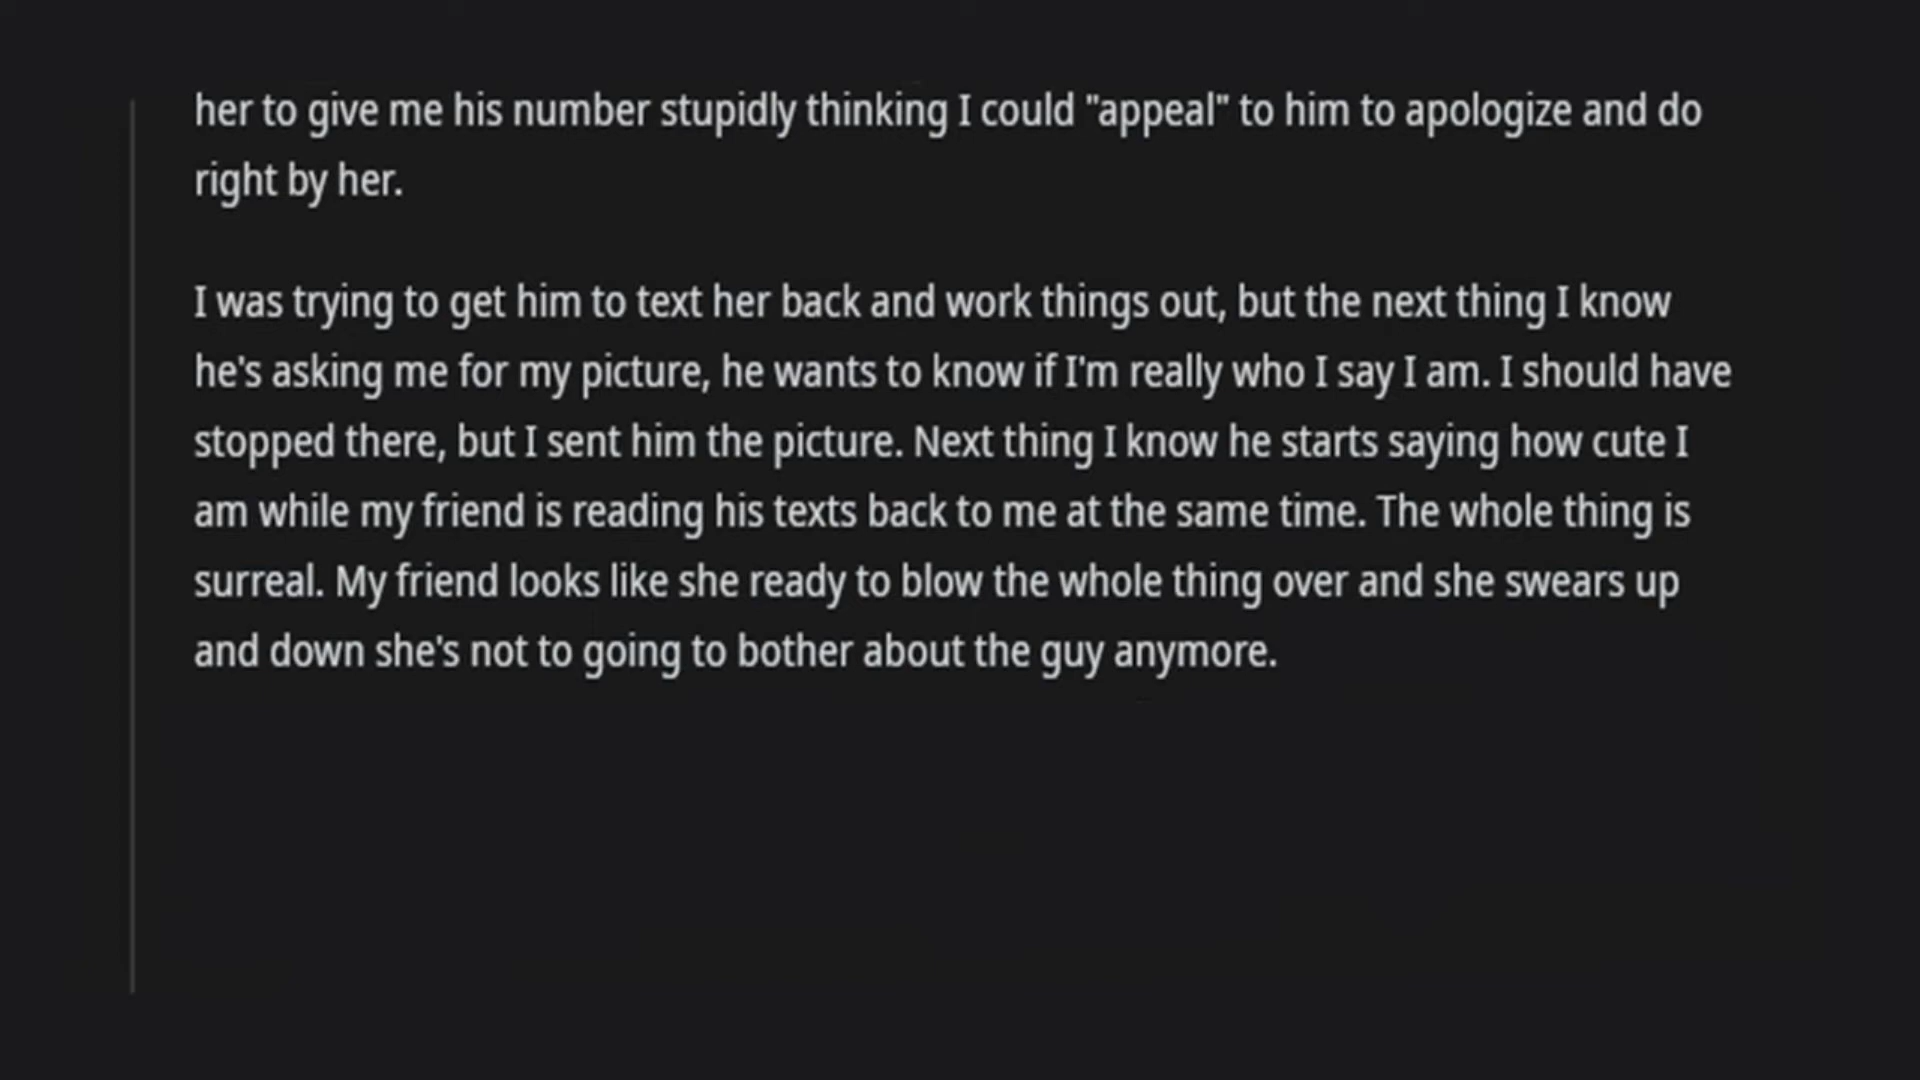 her to give me his number stupidly thinking I could "appeal" to him to apologize and do
right by her.
I was trying to get him to text her back and work things out, but the next thing I know
he's asking me for my picture, he wants to know if I'm really who I say I am. I should have
stopped there, but I sent him the picture. Next thing I know he starts saying how cute I
am while my friend is reading his texts back to me at the same time. The whole thing is
surreal. My friend looks like she ready to blow the whole thing over and she swears up
and down she's not to going to bother about the guy anymore.